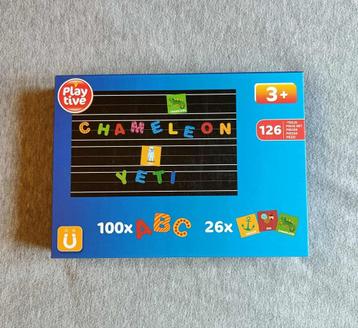 Play
tive
3+
CHAMELEON
126
YETI
Ü
100x ABC 26x